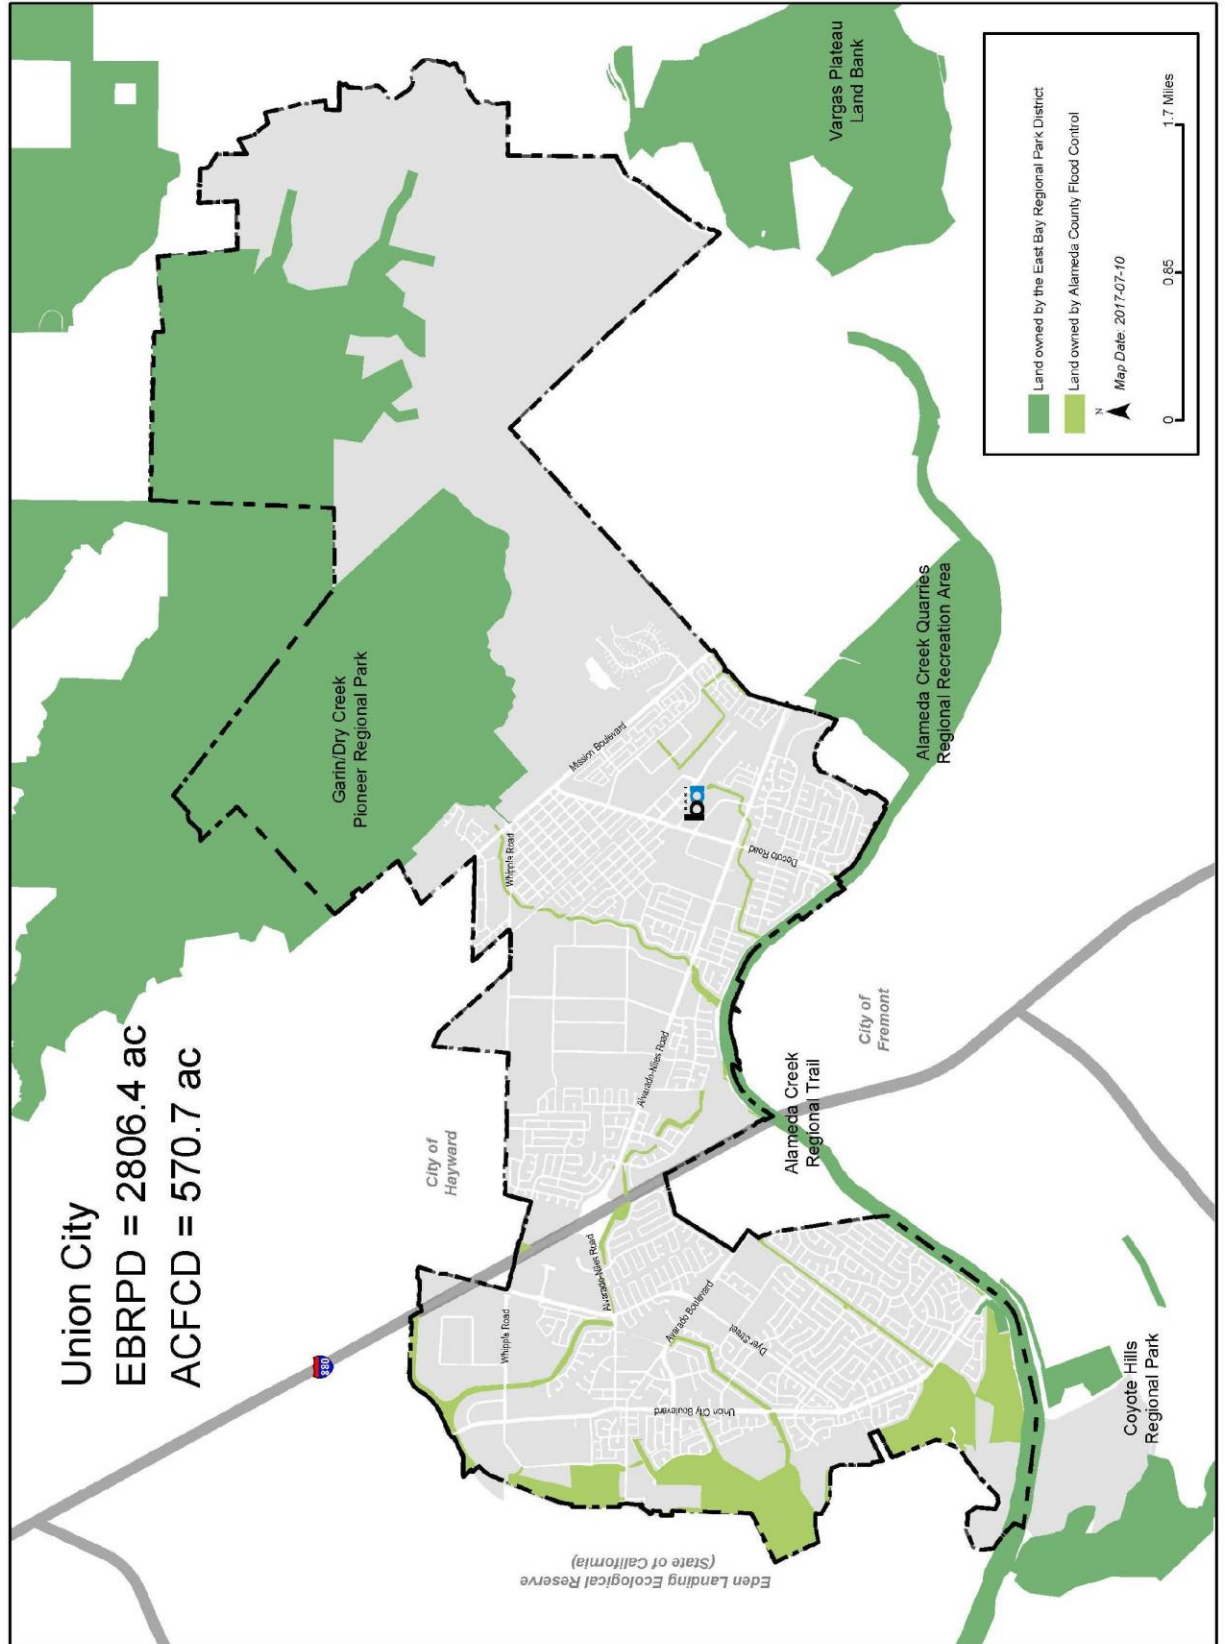 Union City
EBRPD = 2806.4 ac
ACFCD = 570.7 ac
Vargas Plateau
Land Bank
Garin/Dry Creek
Pioneer Regional Park
Mission Boulevard
Whipple Road
BART
ba
Decoto Road
Alvarado-Niles Road
City of
Hayward
City of
Fremont
Alameda Creek Quarries
Regional Recreation Area
Alameda Creek
Regional Trail
880
Whipple Road
Alvarado-Niles Road
Alvarado Boulevard
Dyer Street
Union City Boulevard
Eden Landing Ecological Reserve
(State of California)
Coyote Hills
Regional Park
Land owned by the East Bay Regional Park District
Land owned by Alameda County Flood Control
N
Map Date: 2017-07-10
0 0.85 1.7 Miles